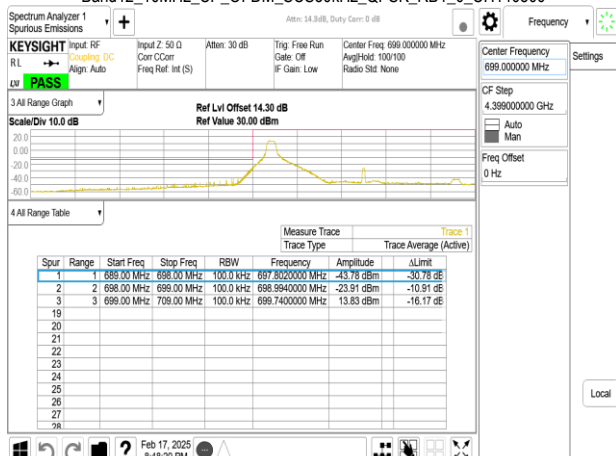 Spectrum Analyzer 1
Spurious Emissions
Attn: 14.3dB, Duty Corr: 0 dB
Frequency
Settings
KEYSIGHT
RL
LXI PASS
Input: RF
Coupling: DC
Align: Auto
Input Z: 50 Ω
Corr CCorr
Freq Ref: Int (S)
Atten: 30 dB
Trig: Free Run
Gate: Off
IF Gain: Low
Center Freq: 699.000000 MHz
Avg|Hold: 100/100
Radio Std: None
Center Frequency
699.000000 MHz
CF Step
4.399000000 GHz
Auto
Man
Freq Offset
0 Hz
3 All Range Graph
Scale/Div 10.0 dB
Ref Lvl Offset 14.30 dB
Ref Value 30.00 dBm
20.0
0.00
-20.0
-40.0
-60.0
4 All Range Table
Measure Trace Trace 1
Trace Type Trace Average (Active)
Spur Range Start Freq Stop Freq RBW Frequency Amplitude ΔLimit
1 1 689.00 MHz 698.00 MHz 100.0 kHz 697.8020000 MHz -43.78 dBm -30.78 dB
2 2 698.00 MHz 699.00 MHz 100.0 kHz 698.9940000 MHz -23.91 dBm -10.91 dB
3 3 699.00 MHz 709.00 MHz 100.0 kHz 699.7400000 MHz 13.83 dBm -16.17 dB
19
20
21
22
23
24
25
26
27
28
Local
Feb 17, 2025